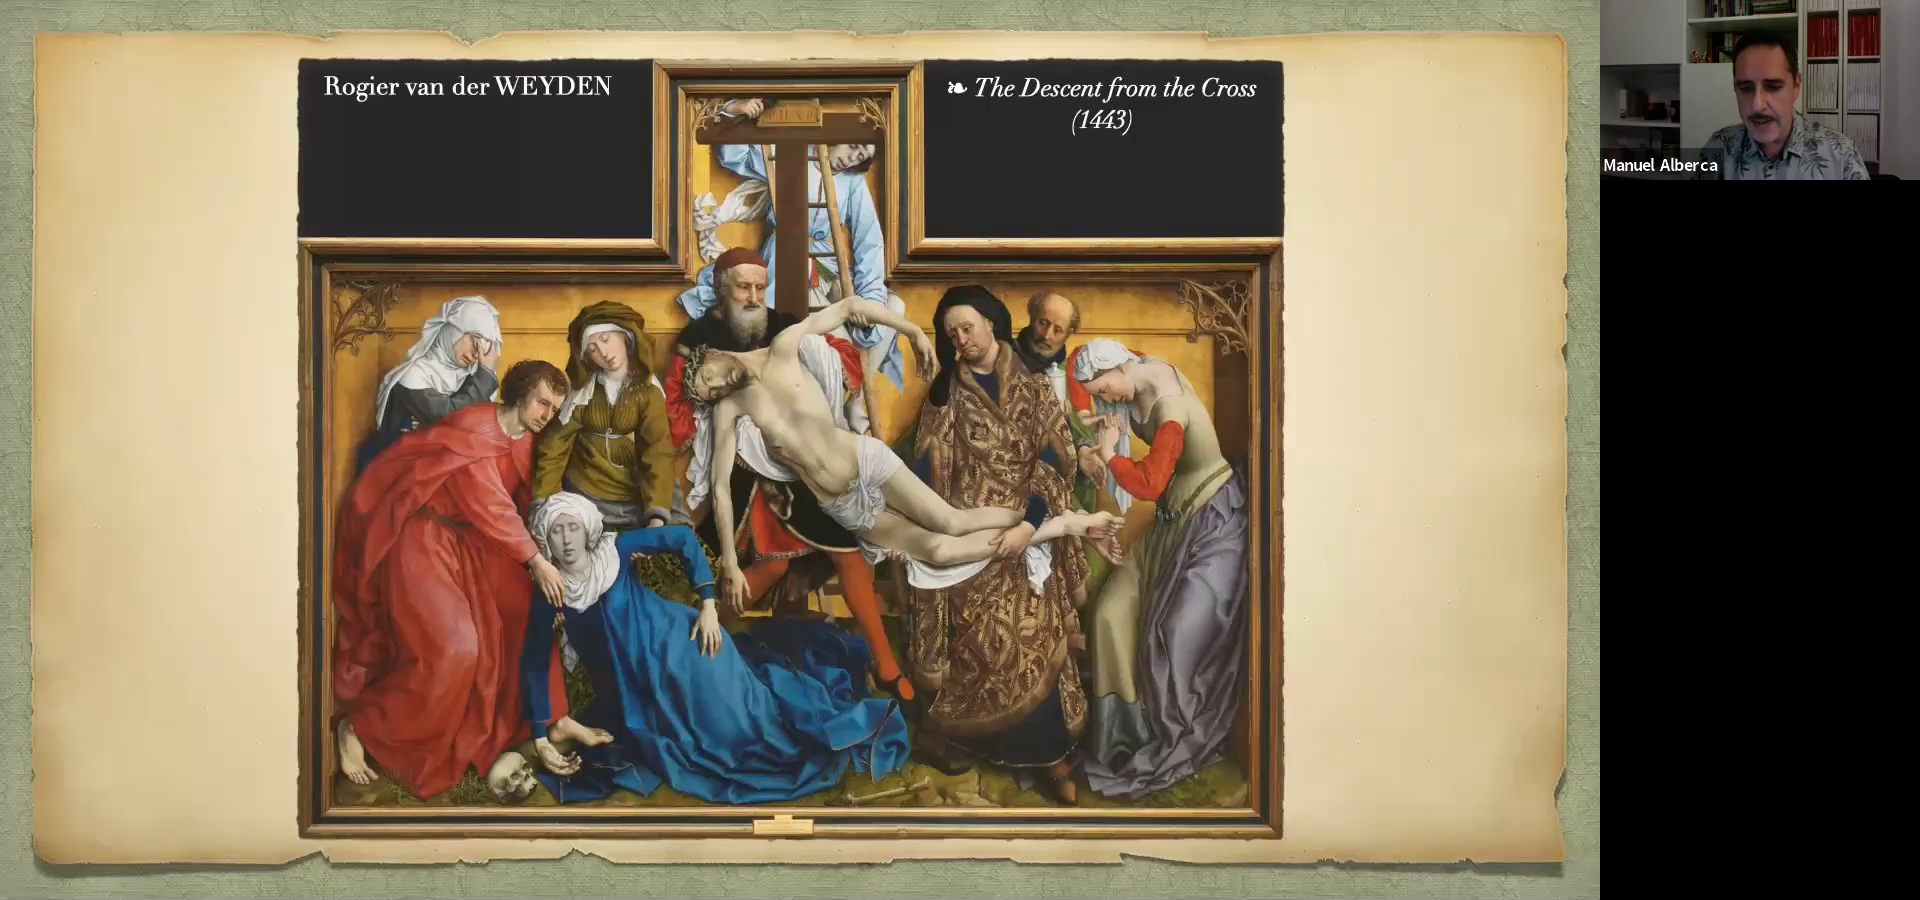 Rogier van der WEYDEN
❧ The Descent from the Cross
(1443)
Manuel Alberca